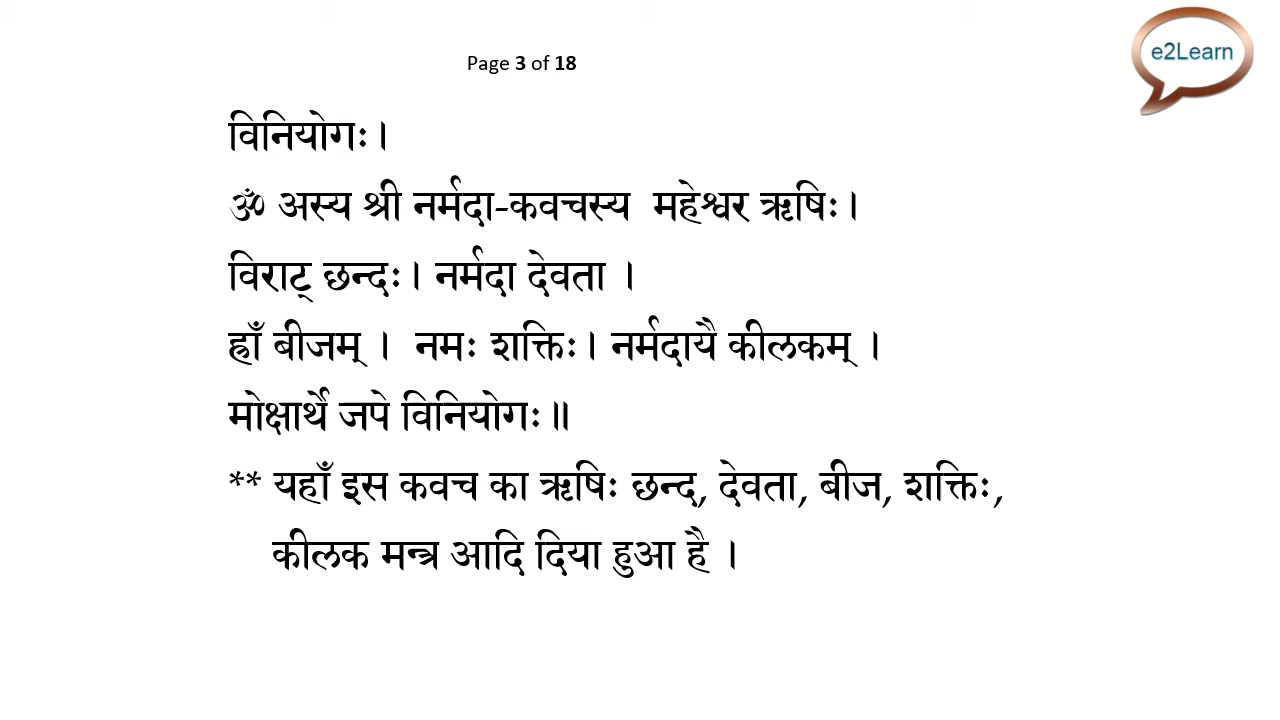 e2Learn
Page 3 of 18
विनियोगः।
ॐ अस्य श्री नर्मदा-कवचस्य महेश्वर ऋषिः।
विराट् छन्दः। नर्मदा देवता ।
ह्राँ बीजम् । नमः शक्तिः। नर्मदायै कीलकम् ।
मोक्षार्थे जपे विनियोगः॥
** यहाँ इस कवच का ऋषिः छन्द, देवता, बीज, शक्तिः,
कीलक मन्त्र आदि दिया हुआ है ।